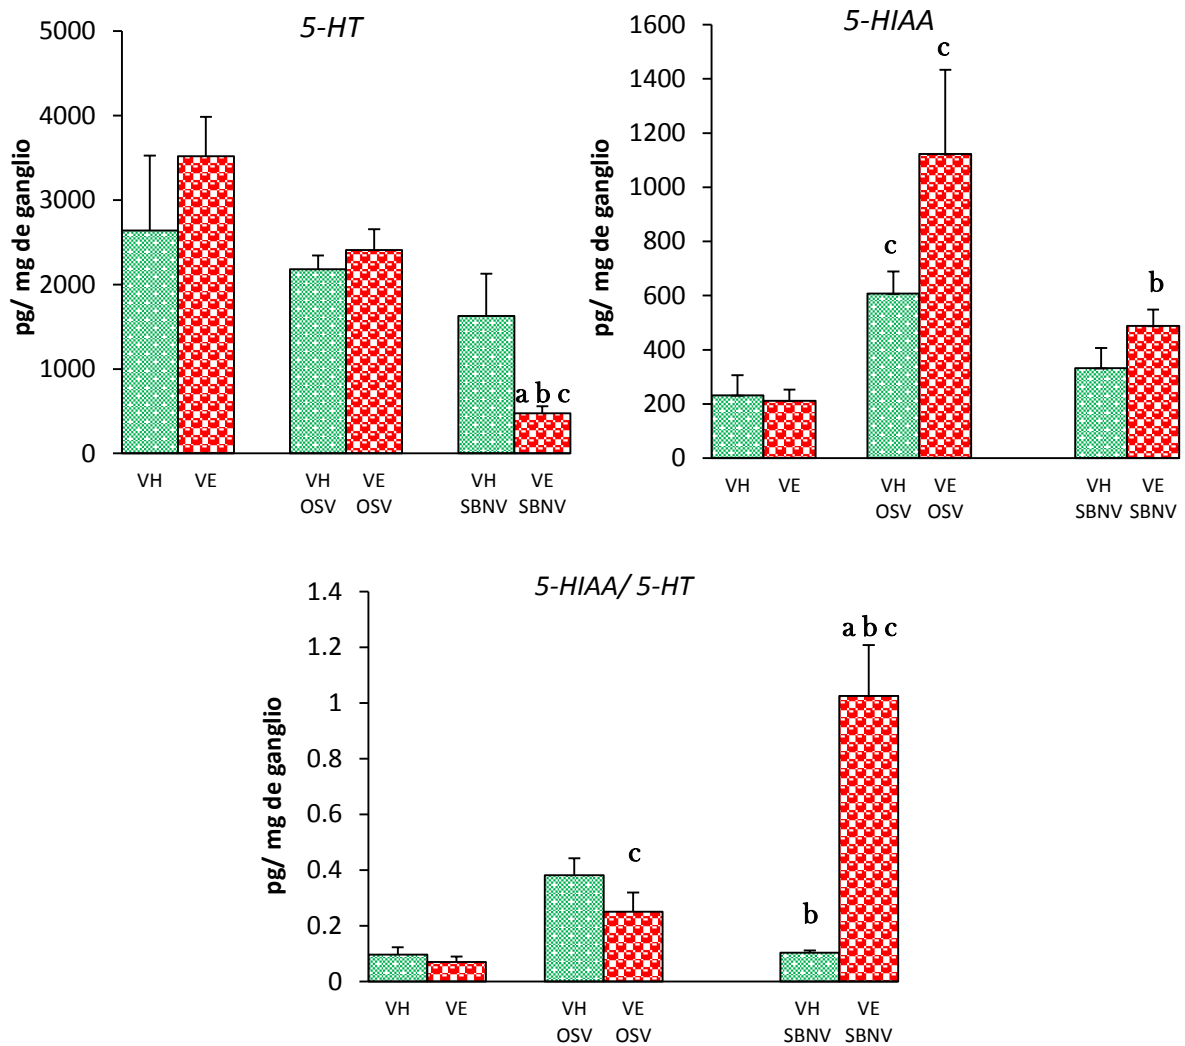 5-HT
pg/ mg de ganglio
5000
4000
3000
2000
1000
0
a b c
VH VE VH VE VH VE
OSV OSV SBNV SBNV
5-HIAA
pg/ mg de ganglio
1600
1400
1200
1000
800
600
400
200
0
c
c
b
VH VE VH VE VH VE
OSV OSV SBNV SBNV
5-HIAA/ 5-HT
pg/ mg de ganglio
1.4
1.2
1
0.8
0.6
0.4
0.2
0
a b c
c
b
VH VE VH VE VH VE
OSV OSV SBNV SBNV